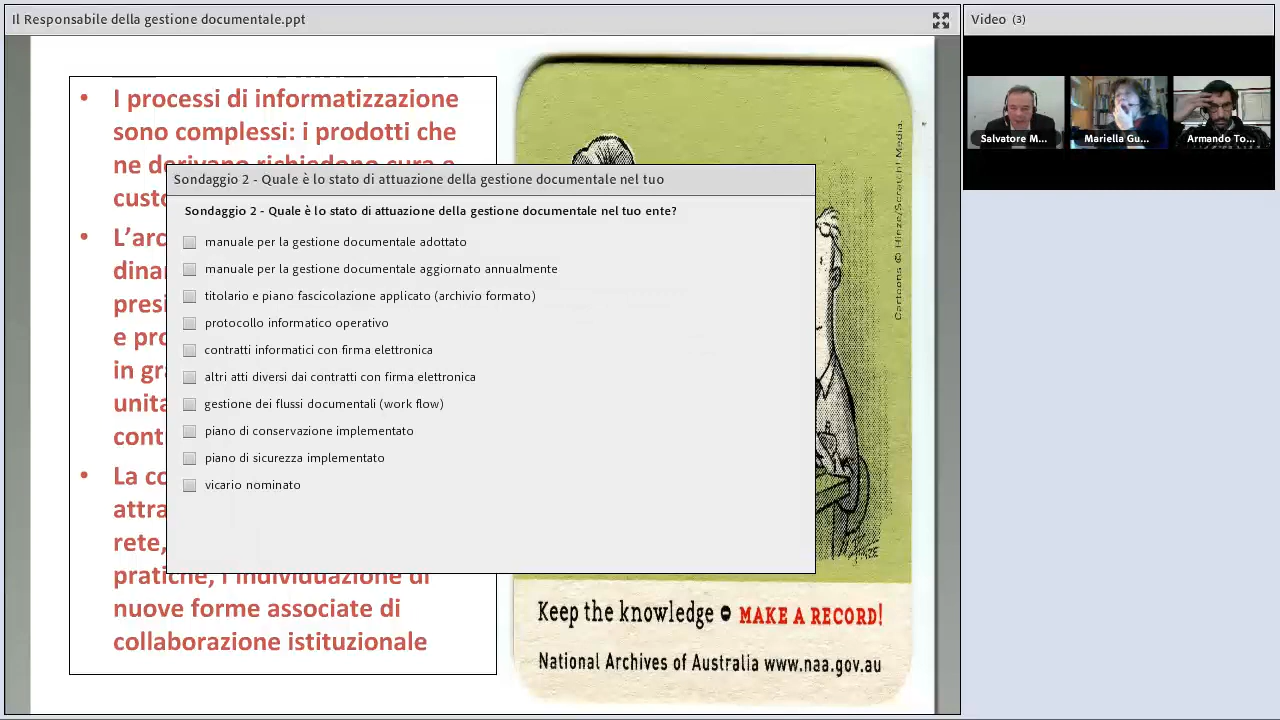 Il Responsabile della gestione documentale.ppt
Video (3)
Salvatore M...
Mariella Gu...
Armando To...
• I processi di informatizzazione
sono complessi: i prodotti che
ne derivano richiedono cura e
• L'arc
dinar
presi
e pro
in gra
unita
cont
• La co
attra
rete,
pratiche, l'individuazione di
nuove forme associate di
collaborazione istituzionale
Sondaggio 2 - Quale è lo stato di attuazione della gestione documentale nel tuo
Sondaggio 2 - Quale è lo stato di attuazione della gestione documentale nel tuo ente?
manuale per la gestione documentale adottato
manuale per la gestione documentale aggiornato annualmente
titolario e piano fascicolazione applicato (archivio formato)
protocollo informatico operativo
contratti informatici con firma elettronica
altri atti diversi dai contratti con firma elettronica
gestione dei flussi documentali (work flow)
piano di conservazione implementato
piano di sicurezza implementato
vicario nominato
Cartoons © Hinze/Scratch! Media.
HINZE
Keep the knowledge MAKE A RECORD!
National Archives of Australia www.naa.gov.au